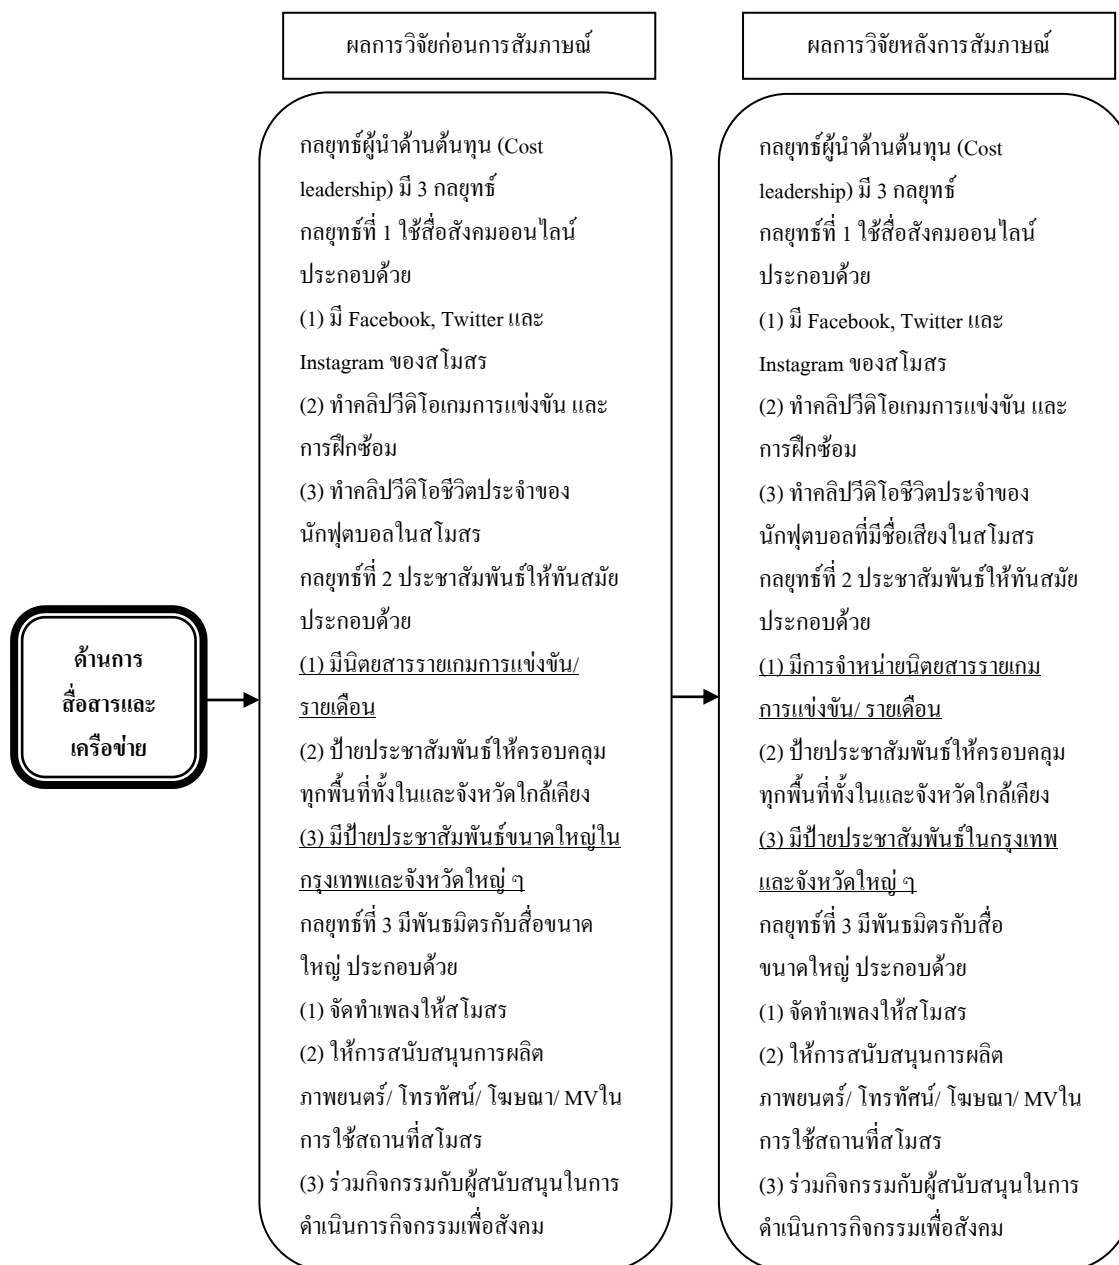 ผลการวิจัยก่อนการสัมภาษณ์
ผลการวิจัยหลังการสัมภาษณ์
ด้านการ
สื่อสารและ
เครือข่าย
กลยุทธ์ผู้นำด้านต้นทุน (Cost
leadership) มี 3 กลยุทธ์
กลยุทธ์ที่ 1 ใช้สื่อสังคมออนไลน์
ประกอบด้วย
(1) มี Facebook, Twitter และ
Instagram ของสโมสร
(2) ทำคลิปวีดิโอเกมการแข่งขัน และ
การฝึกซ้อม
(3) ทำคลิปวีดิโอชีวิตประจำของ
นักฟุตบอลในสโมสร
กลยุทธ์ที่ 2 ประชาสัมพันธ์ให้ทันสมัย
ประกอบด้วย
(1) มีนิตยสารรายเกมการแข่งขัน/
รายเดือน
(2) ป้ายประชาสัมพันธ์ให้ครอบคลุม
ทุกพื้นที่ทั้งในและจังหวัดใกล้เคียง
(3) มีป้ายประชาสัมพันธ์ขนาดใหญ่ใน
กรุงเทพและจังหวัดใหญ่ ๆ
กลยุทธ์ที่ 3 มีพันธมิตรกับสื่อขนาด
ใหญ่ ประกอบด้วย
(1) จัดทำเพลงให้สโมสร
(2) ให้การสนับสนุนการผลิต
ภาพยนตร์/ โทรทัศน์/ โฆษณา/ MVใน
การใช้สถานที่สโมสร
(3) ร่วมกิจกรรมกับผู้สนับสนุนในการ
ดำเนินการกิจกรรมเพื่อสังคม
กลยุทธ์ผู้นำด้านต้นทุน (Cost
leadership) มี 3 กลยุทธ์
กลยุทธ์ที่ 1 ใช้สื่อสังคมออนไลน์
ประกอบด้วย
(1) มี Facebook, Twitter และ
Instagram ของสโมสร
(2) ทำคลิปวีดิโอเกมการแข่งขัน และ
การฝึกซ้อม
(3) ทำคลิปวีดิโอชีวิตประจำของ
นักฟุตบอลที่มีชื่อเสียงในสโมสร
กลยุทธ์ที่ 2 ประชาสัมพันธ์ให้ทันสมัย
ประกอบด้วย
(1) มีการจำหน่ายนิตยสารรายเกม
การแข่งขัน/ รายเดือน
(2) ป้ายประชาสัมพันธ์ให้ครอบคลุม
ทุกพื้นที่ทั้งในและจังหวัดใกล้เคียง
(3) มีป้ายประชาสัมพันธ์ในกรุงเทพ
และจังหวัดใหญ่ ๆ
กลยุทธ์ที่ 3 มีพันธมิตรกับสื่อ
ขนาดใหญ่ ประกอบด้วย
(1) จัดทำเพลงให้สโมสร
(2) ให้การสนับสนุนการผลิต
ภาพยนตร์/ โทรทัศน์/ โฆษณา/ MVใน
การใช้สถานที่สโมสร
(3) ร่วมกิจกรรมกับผู้สนับสนุนในการ
ดำเนินการกิจกรรมเพื่อสังคม